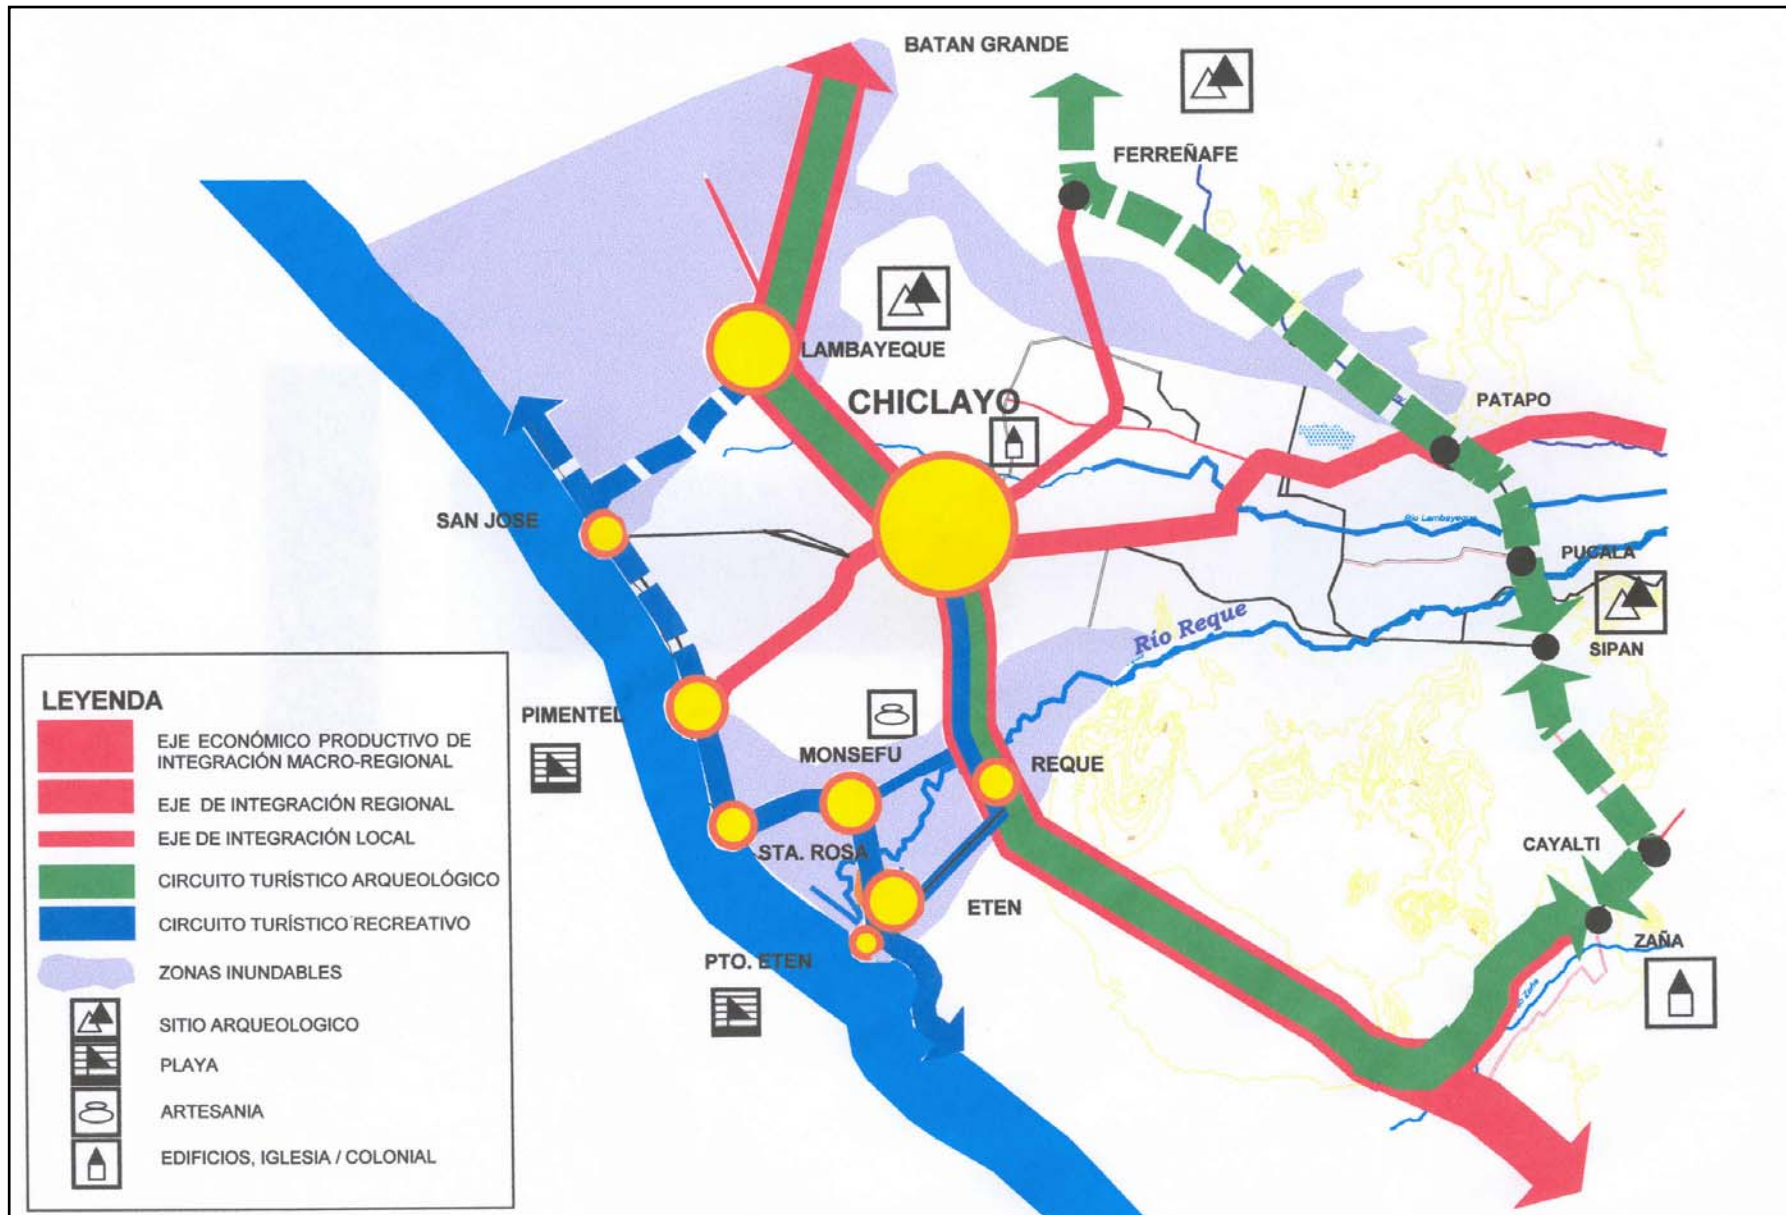 BATAN GRANDE
FERREÑAFE
LAMBAYEQUE
CHICLAYO
PATAPO
SAN JOSE
Río Lambayeque
PUCALA
Río Reque
SIPAN
PIMENTEL
MONSEFU
REQUE
STA. ROSA
CAYALTI
ETEN
ZAÑA
PTO. ETEN
LEYENDA
EJE ECONÓMICO PRODUCTIVO DE
INTEGRACIÓN MACRO-REGIONAL
EJE DE INTEGRACIÓN REGIONAL
EJE DE INTEGRACIÓN LOCAL
CIRCUITO TURÍSTICO ARQUEOLÓGICO
CIRCUITO TURÍSTICO RECREATIVO
ZONAS INUNDABLES
SITIO ARQUEOLOGICO
PLAYA
ARTESANIA
EDIFICIOS, IGLESIA / COLONIAL